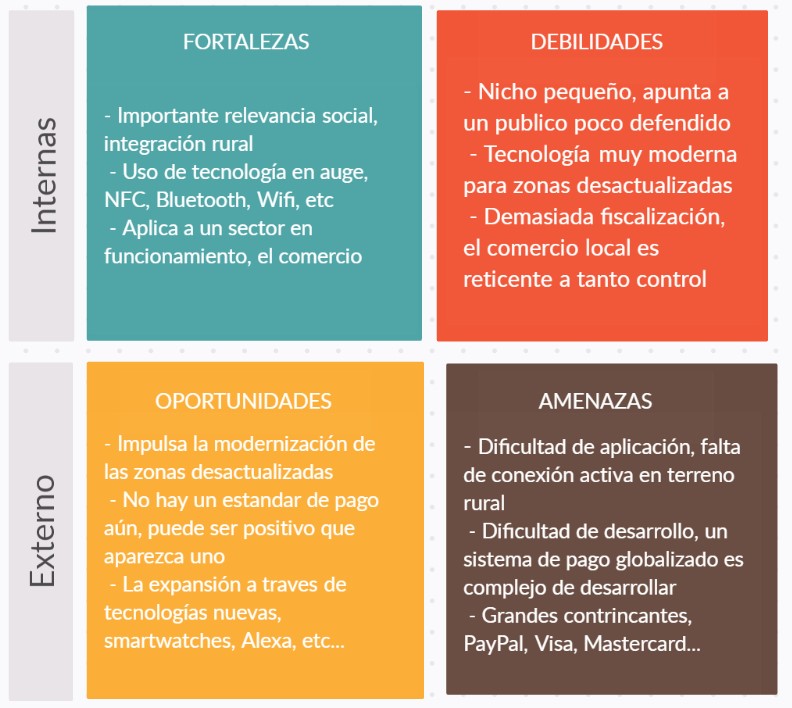 Internas
FORTALEZAS
- Importante relevancia social,
integración rural
- Uso de tecnología en auge,
NFC, Bluetooth, Wifi, etc
- Aplica a un sector en
funcionamiento, el comercio
DEBILIDADES
- Nicho pequeño, apunta a
un publico poco defendido
- Tecnología muy moderna
para zonas desactualizadas
- Demasiada fiscalización,
el comercio local es
reticente a tanto control
Externo
OPORTUNIDADES
- Impulsa la modernización de
las zonas desactualizadas
- No hay un estandar de pago
aún, puede ser positivo que
aparezca uno
- La expansión a traves de
tecnologías nuevas,
smartwatches, Alexa, etc...
AMENAZAS
- Dificultad de aplicación, falta
de conexión activa en terreno
rural
- Dificultad de desarrollo, un
sistema de pago globalizado es
complejo de desarrollar
- Grandes contrincantes,
PayPal, Visa, Mastercard...